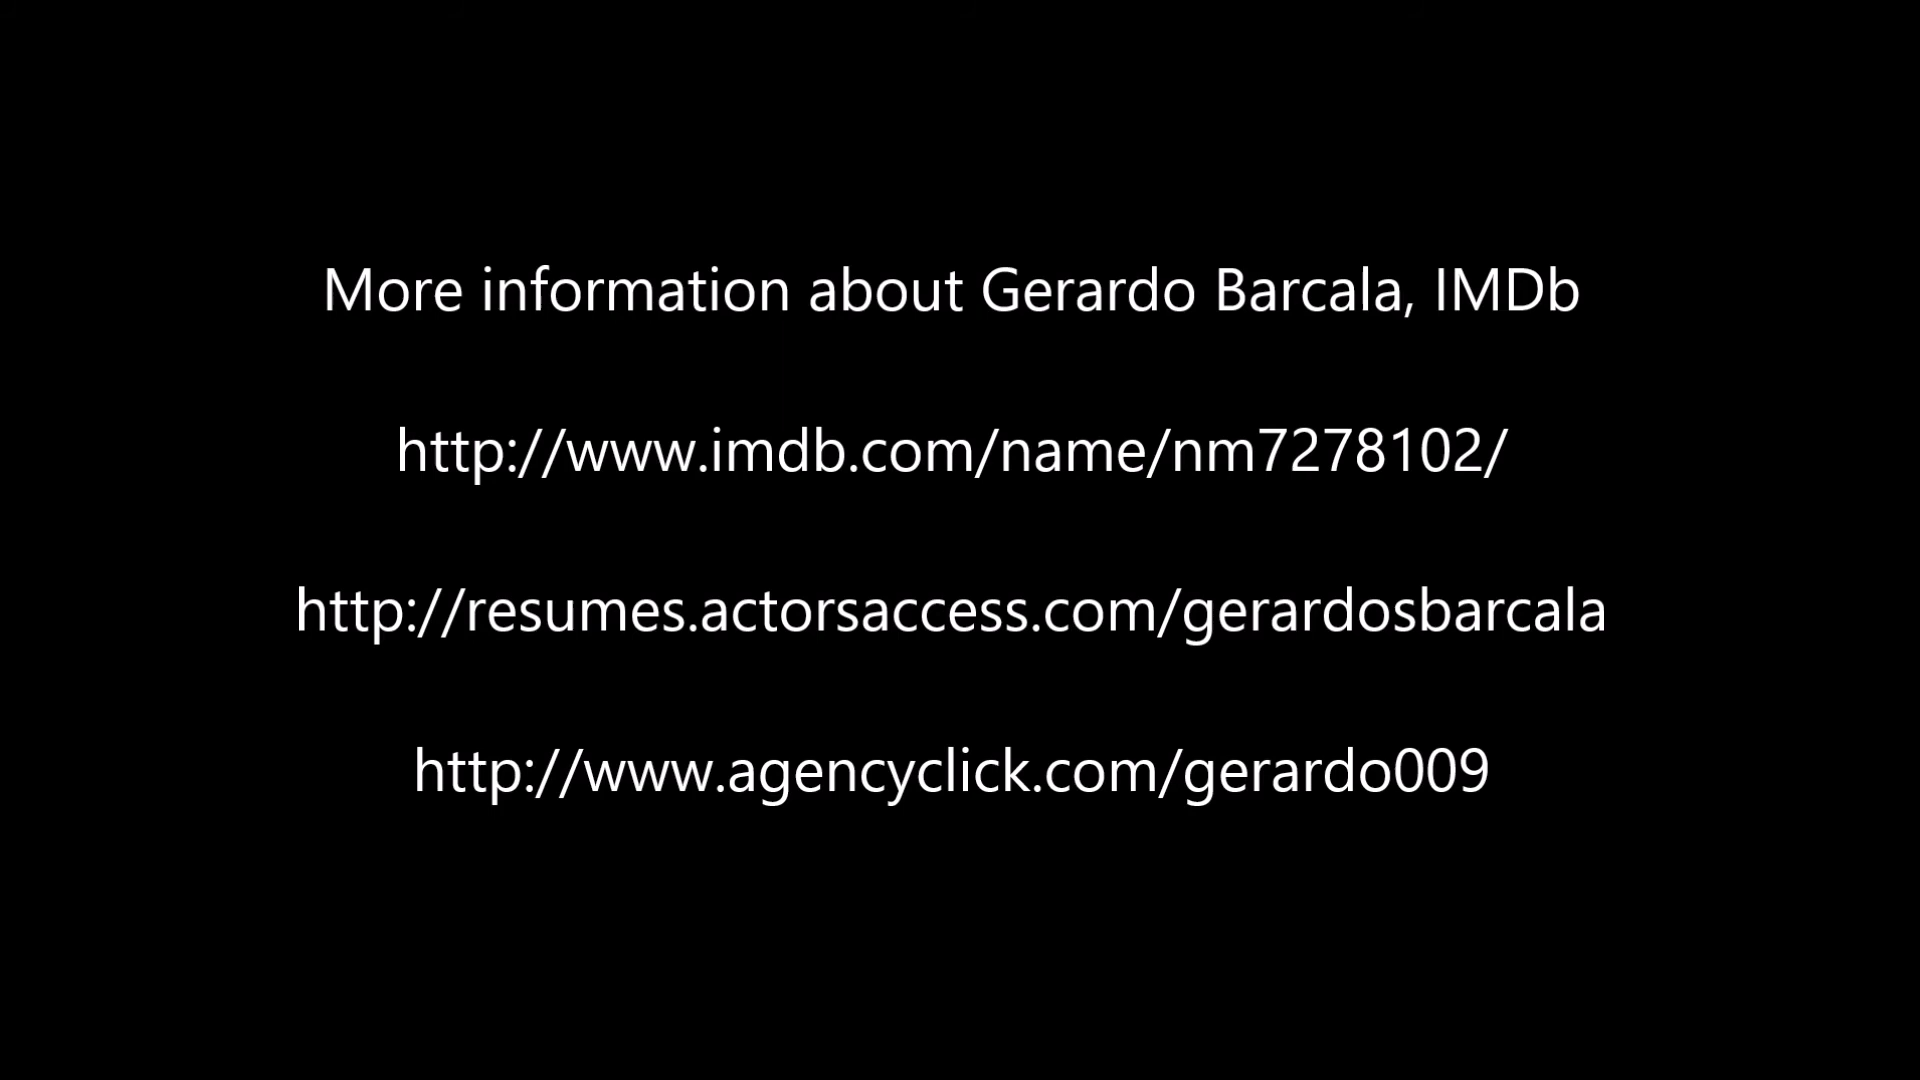 More information about Gerardo Barcala, IMDb
http://www.imdb.com/name/nm7278102/
http://resumes.actorsaccess.com/gerardosbarcala
http://www.agencyclick.com/gerardo009